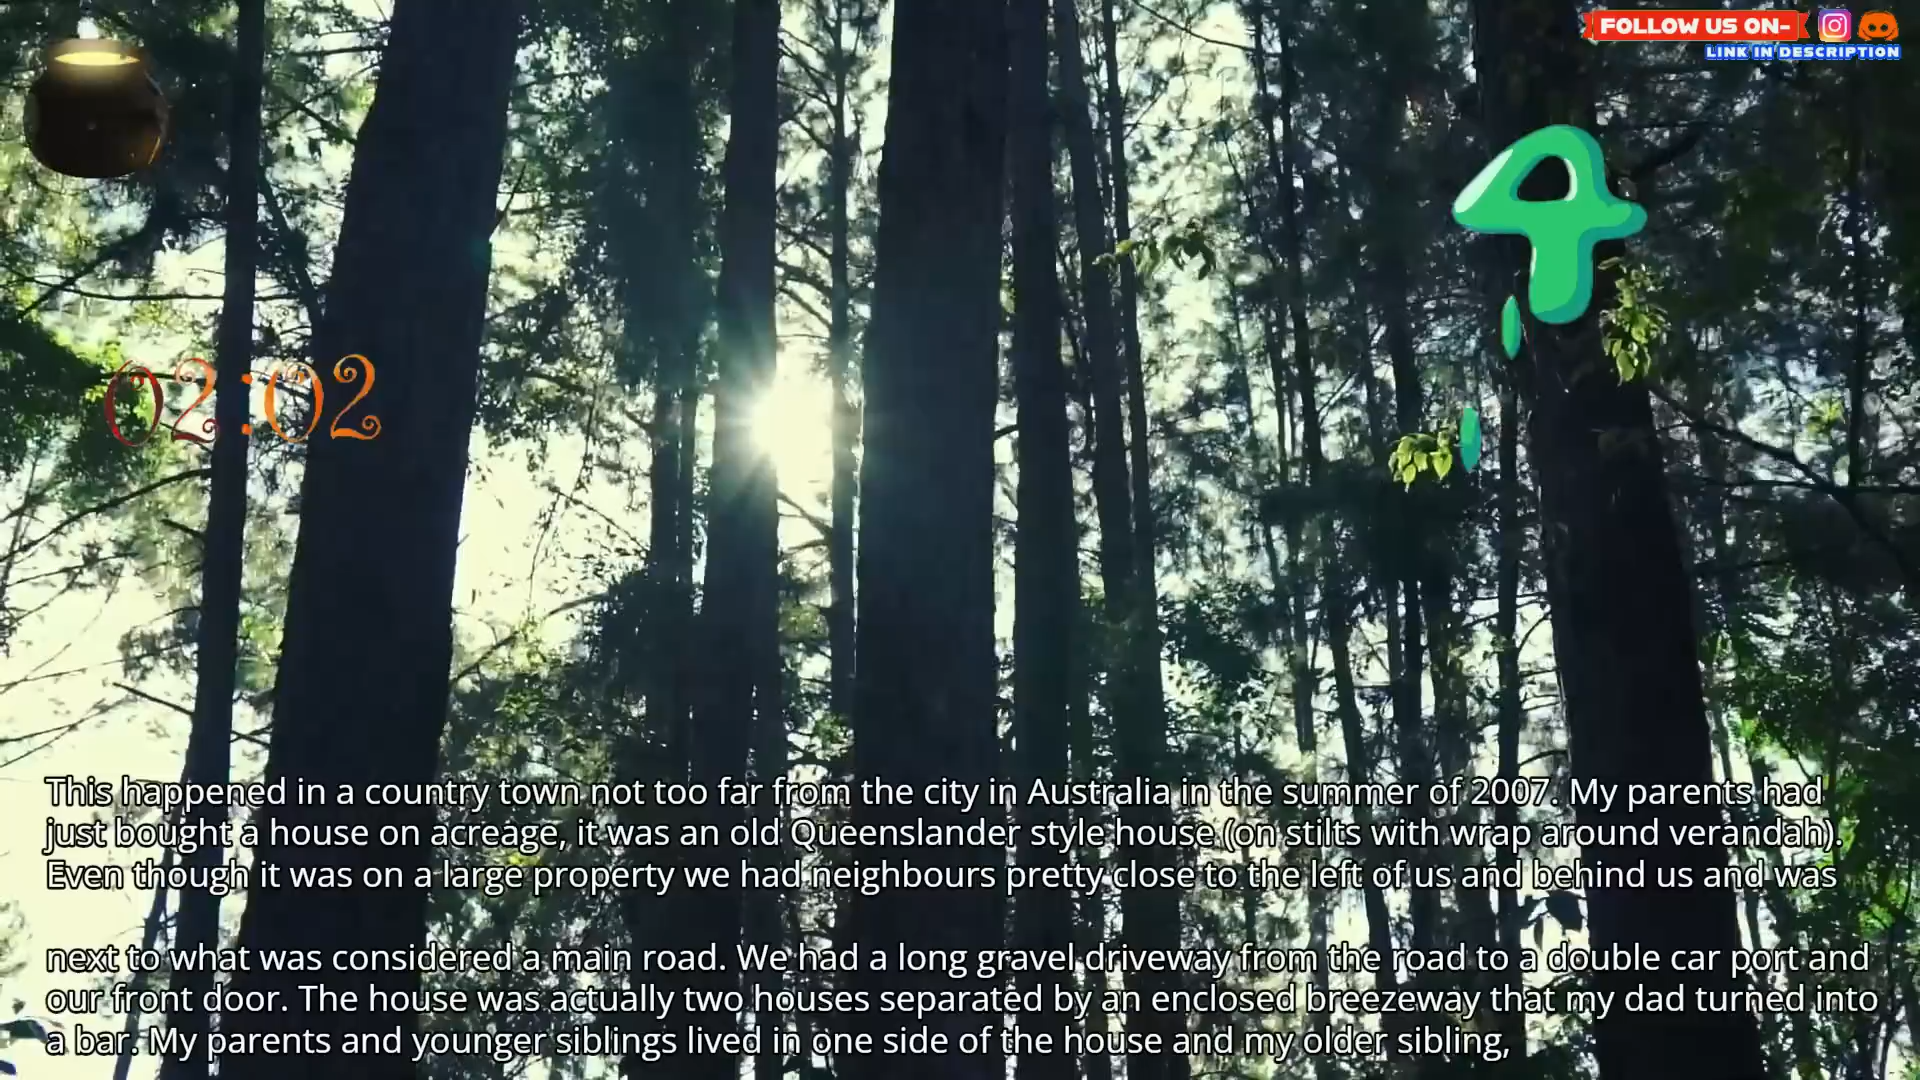 FOLLOW US ON-
LINK IN DESCRIPTION
4
02:02
This happened in a country town not too far from the city in Australia in the summer of 2007. My parents had
just bought a house on acreage, it was an old Queenslander style house (on stilts with wrap around verandah).
Even though it was on a large property we had neighbours pretty close to the left of us and behind us and was
next to what was considered a main road. We had a long gravel driveway from the road to a double car port and
our front door. The house was actually two houses separated by an enclosed breezeway that my dad turned into
a bar. My parents and younger siblings lived in one side of the house and my older sibling,